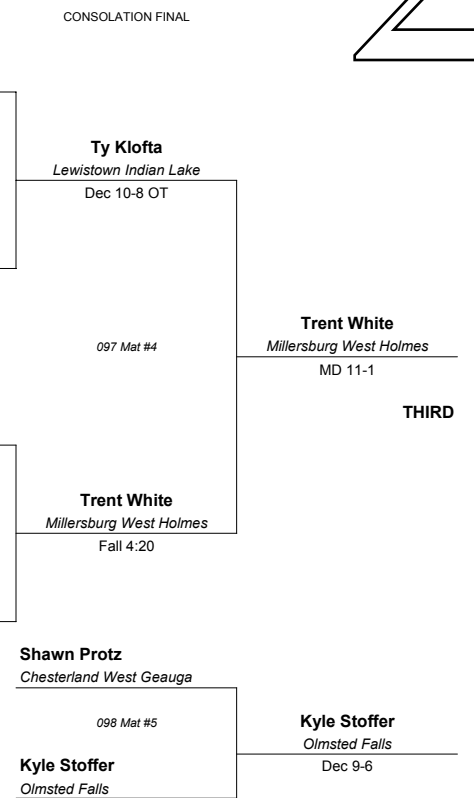 CONSOLATION FINAL
Ty Klofta
Lewistown Indian Lake
Dec 10-8 OT
097 Mat #4
Trent White
Millersburg West Holmes
MD 11-1
THIRD
Trent White
Millersburg West Holmes
Fall 4:20
Shawn Protz
Chesterland West Geauga
098 Mat #5
Kyle Stoffer
Olmsted Falls
Dec 9-6
Kyle Stoffer
Olmsted Falls